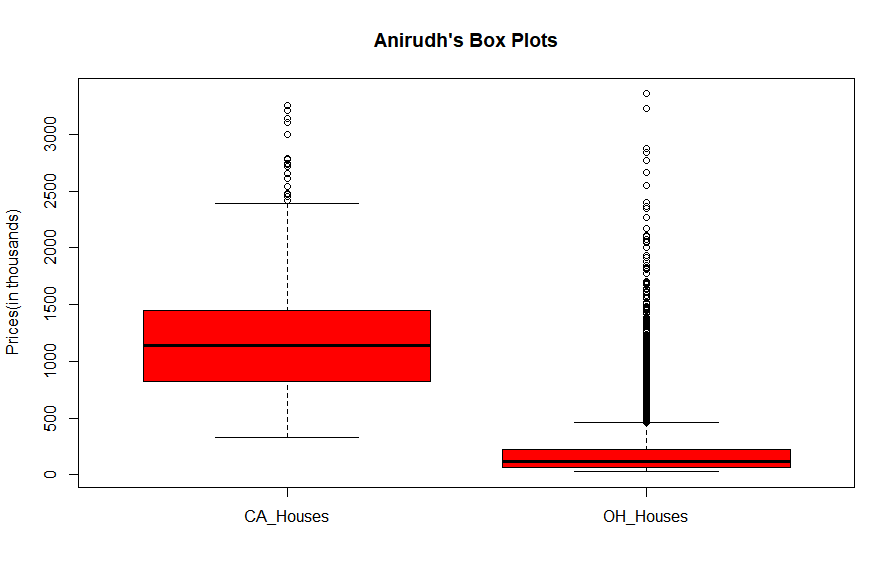 Anirudh's Box Plots
Prices(in thousands)
3000
2500
2000
1500
1000
500
0
CA_Houses
OH_Houses